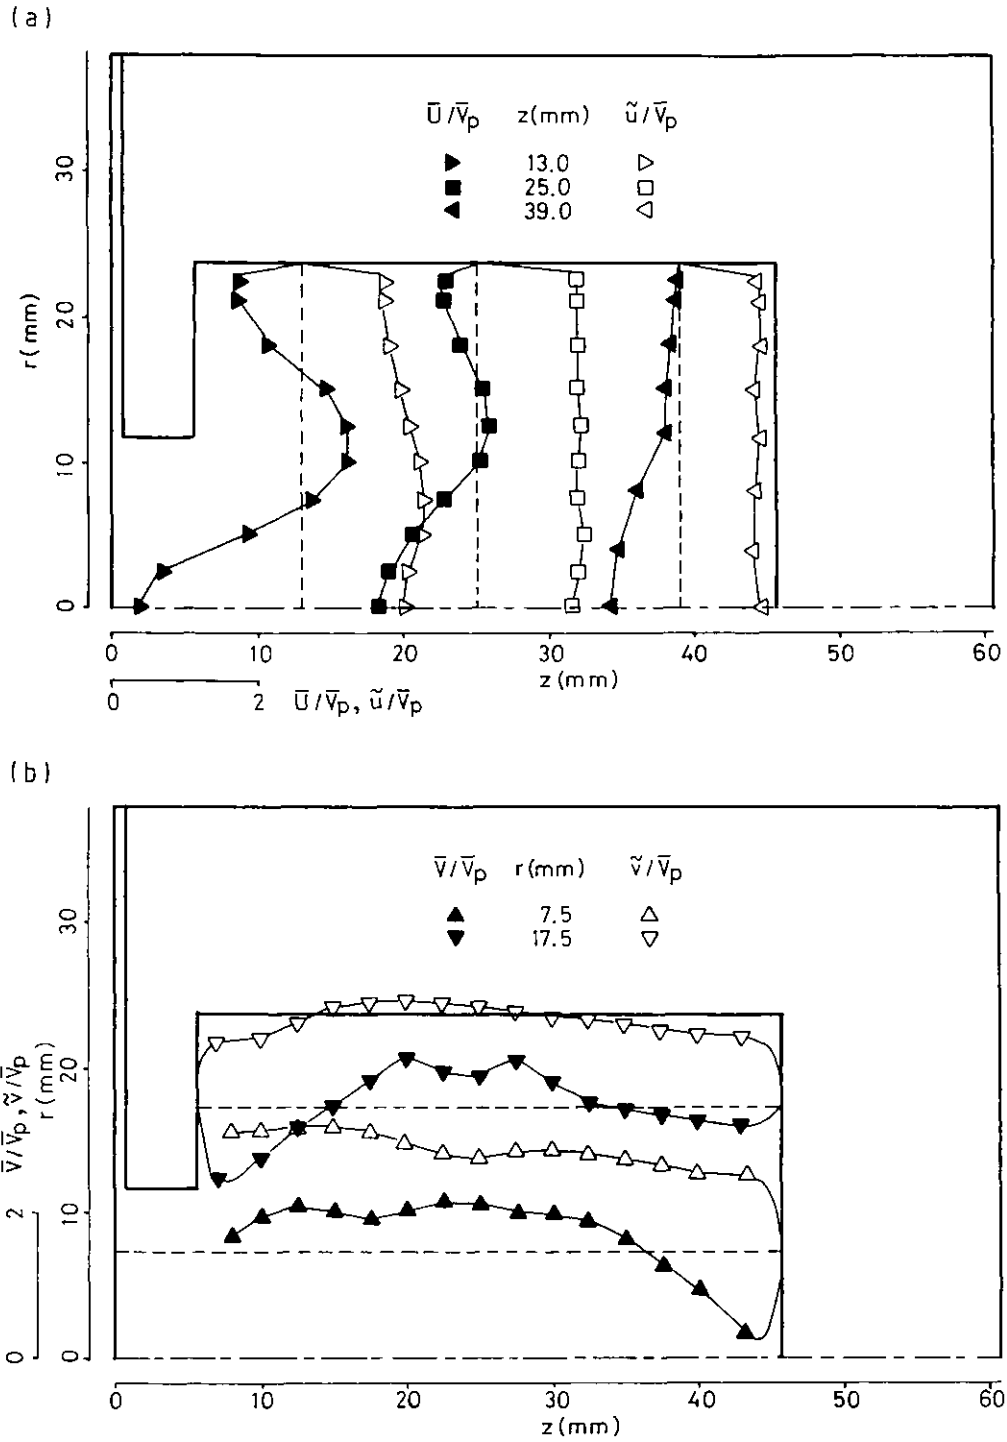 (a)
Ū/V̄p z(mm) ũ/V̄p
13.0
25.0
39.0
30
20
10
0
r(mm)
0 10 20 30 40 50 60
z(mm)
0 2 Ū/V̄p, ũ/V̄p
(b)
V̄/V̄p r(mm) ṽ/V̄p
7.5
17.5
30
20
10
0
r(mm)
2
0
V̄/V̄p, ṽ/V̄p
0 10 20 30 40 50 60
z(mm)